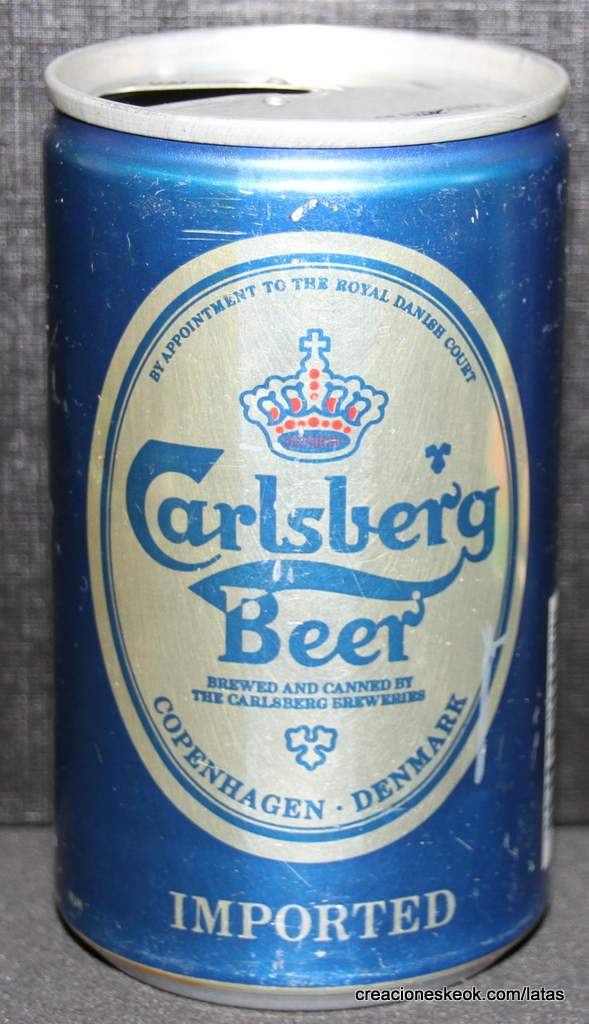 BY APPOINTMENT TO THE ROYAL DANISH COURT
Carlsberg
Beer
BREWED AND CANNED BY
THE CARLSBERG BREWERIES
COPENHAGEN · DENMARK
IMPORTED
creacioneskeok.com/latas